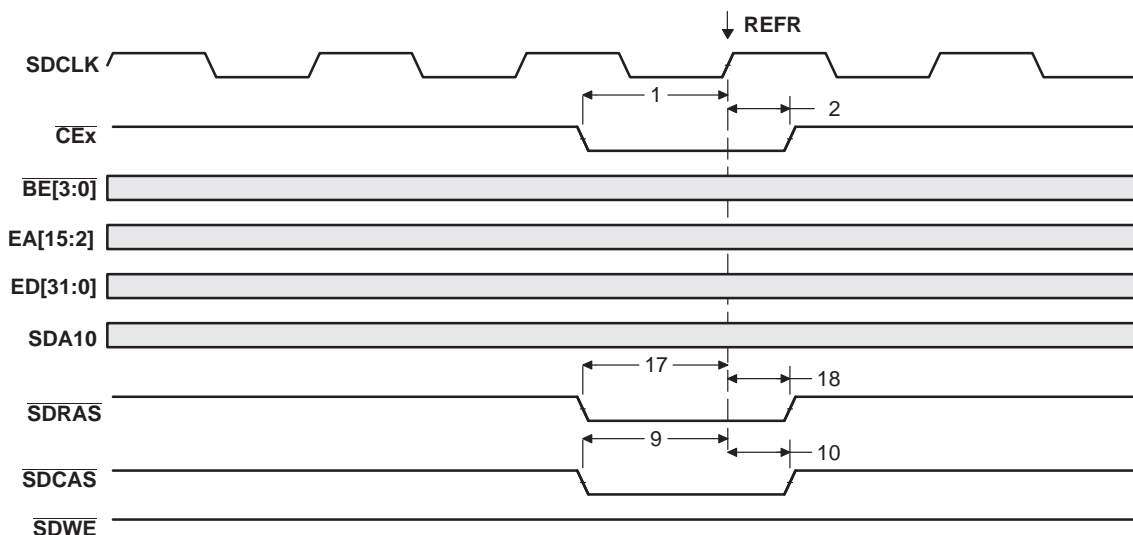 REFR
SDCLK
1
2
CEx
BE[3:0]
EA[15:2]
ED[31:0]
SDA10
17
18
SDRAS
9
10
SDCAS
SDWE